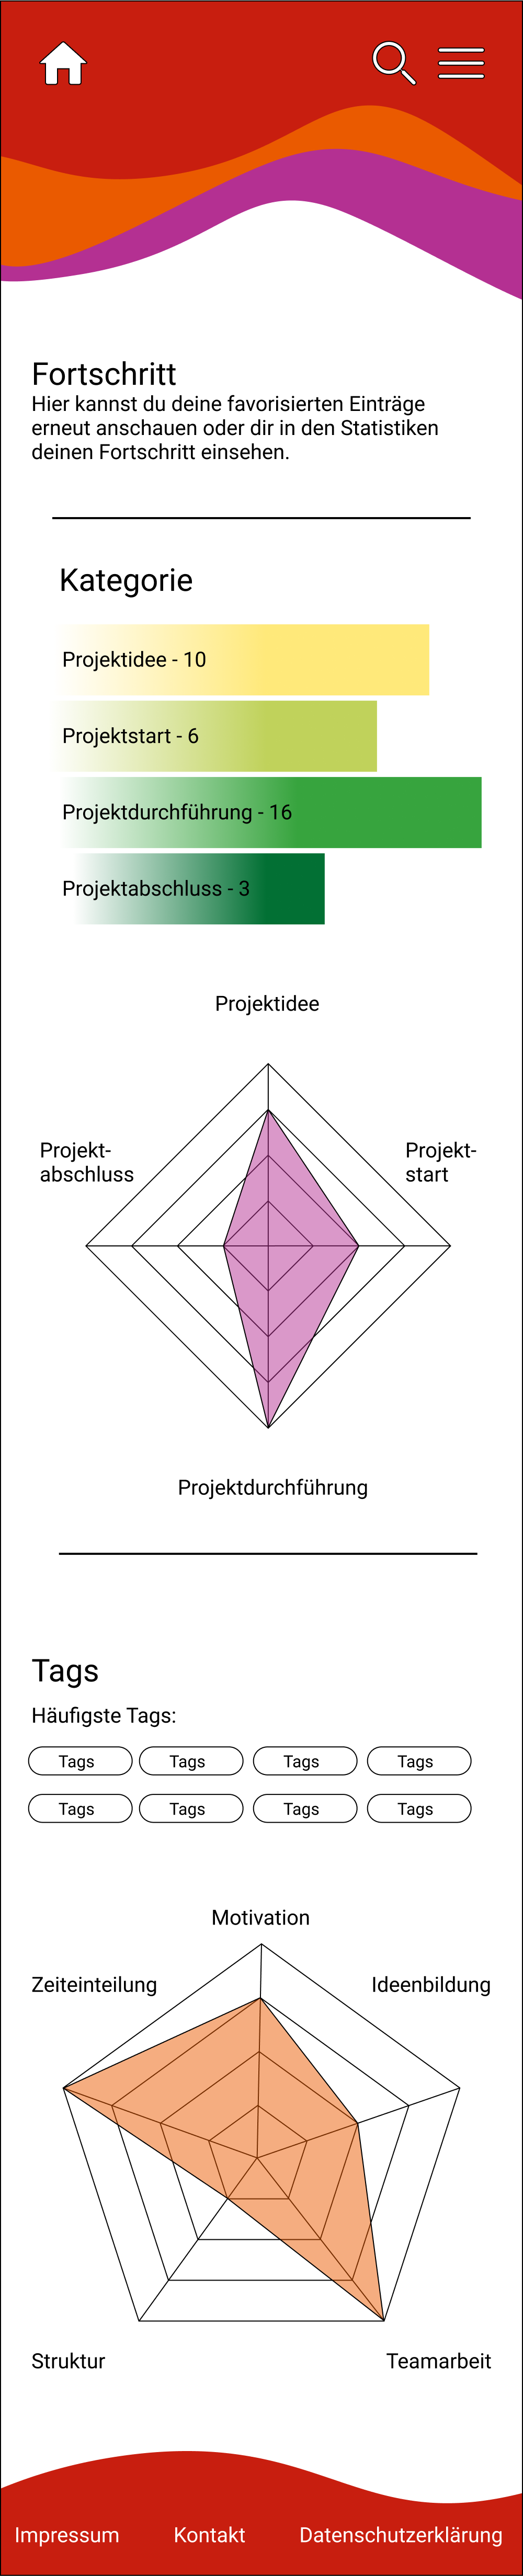 Fortschritt
Hier kannst du deine favorisierten Einträge
erneut anschauen oder dir in den Statistiken
deinen Fortschritt einsehen.
Kategorie
Projektidee - 10
Projektstart - 6
Projektdurchführung - 16
Projektabschluss - 3
Projektidee
Projekt-
abschluss
Projekt-
start
Projektdurchführung
Tags
Häufigste Tags:
Tags Tags Tags Tags
Tags Tags Tags Tags
Motivation
Zeiteinteilung Ideenbildung
Struktur Teamarbeit
Impressum Kontakt Datenschutzerklärung